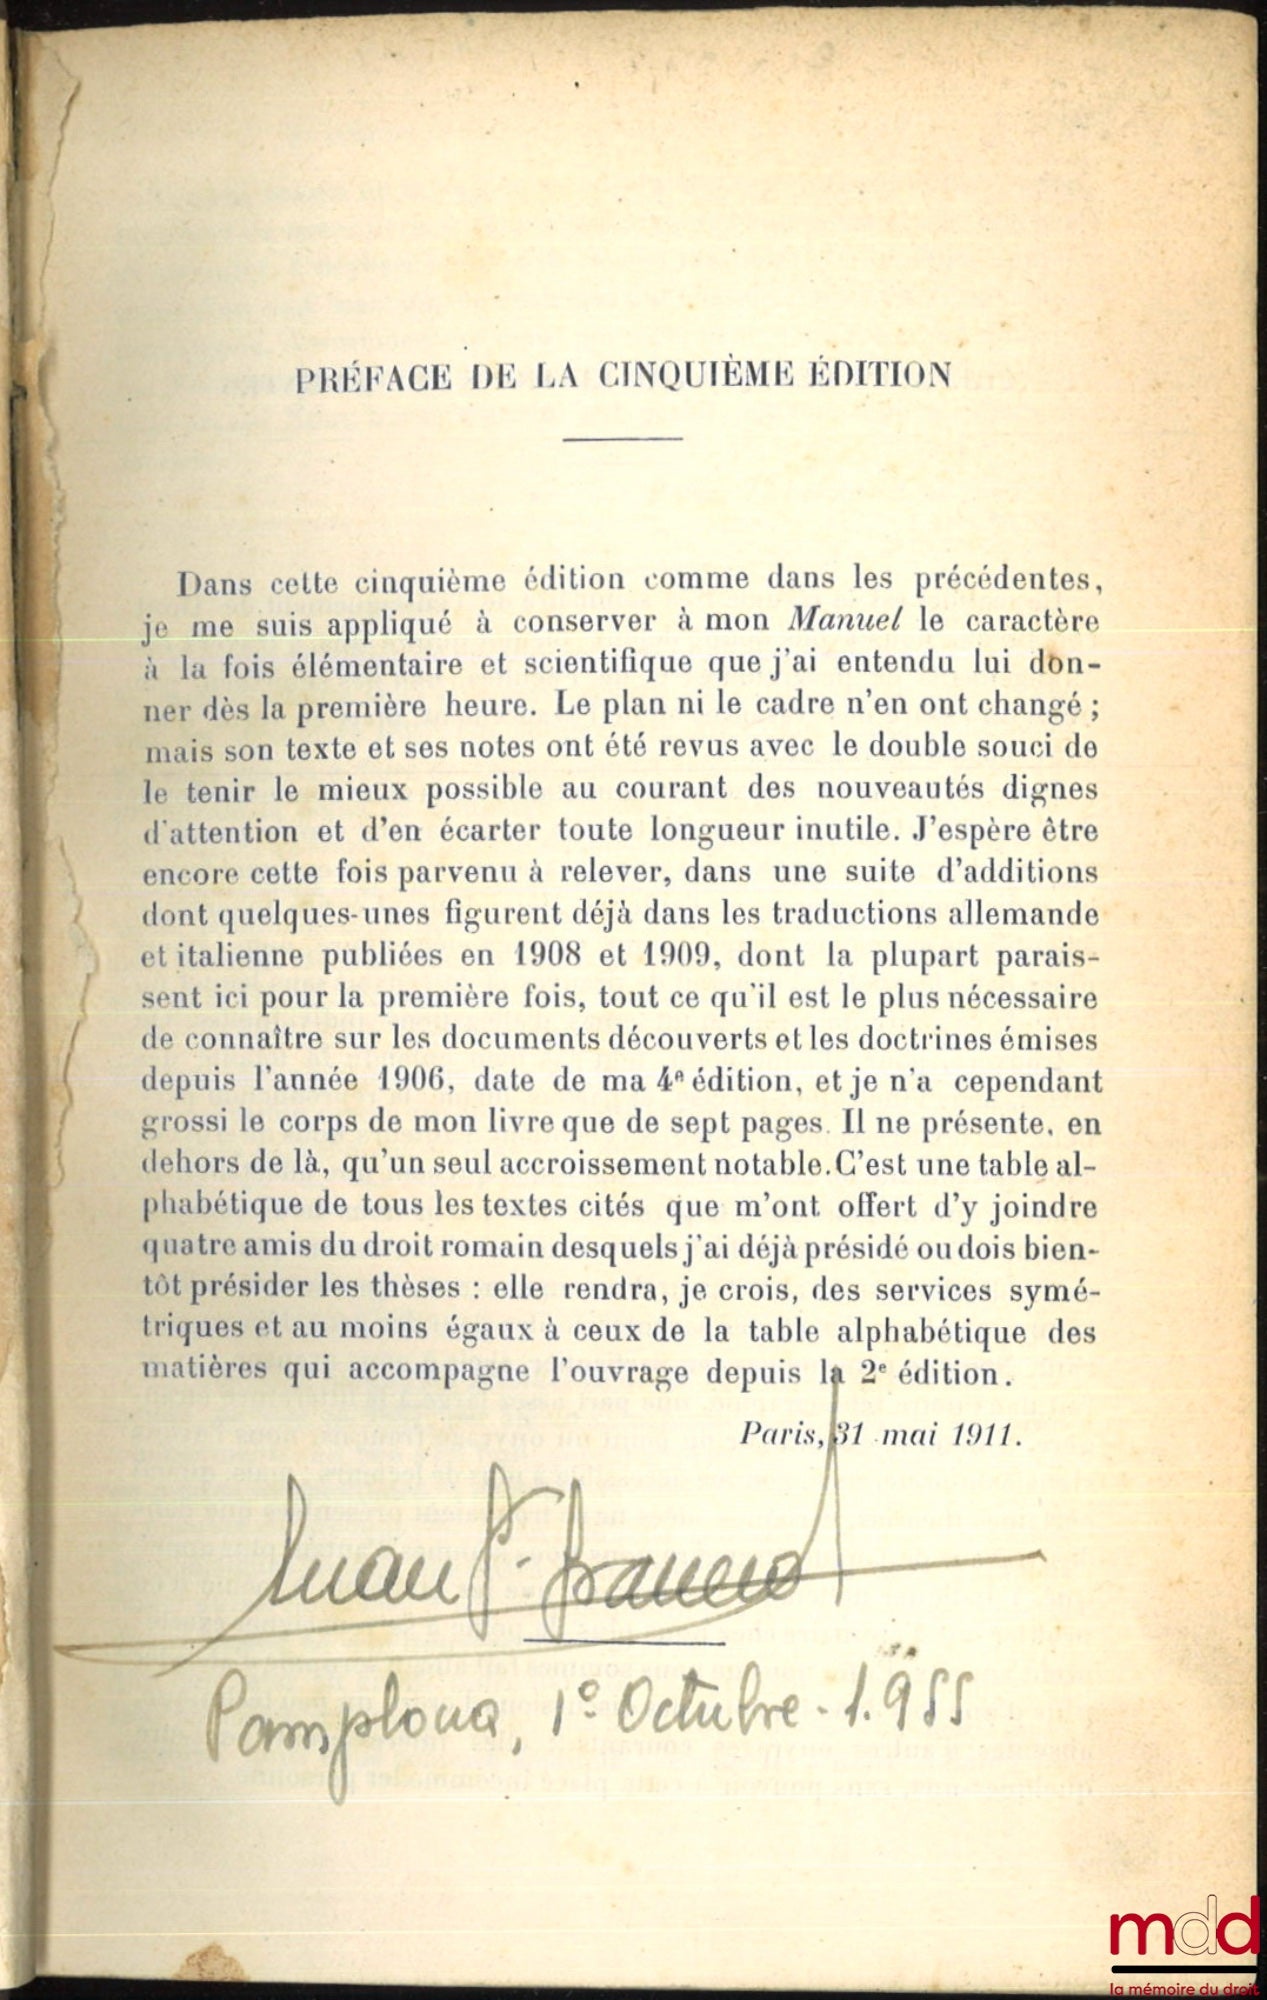 PRÉFACE DE LA CINQUIÈME ÉDITION
Dans cette cinquième édition comme dans les précédentes,
je me suis appliqué à conserver à mon Manuel le caractère
à la fois élémentaire et scientifique que j'ai entendu lui don-
ner dès la première heure. Le plan ni le cadre n'en ont changé ;
mais son texte et ses notes ont été revus avec le double souci de
le tenir le mieux possible au courant des nouveautés dignes
d'attention et d'en écarter toute longueur inutile. J'espère être
encore cette fois parvenu à relever, dans une suite d'additions
dont quelques-unes figurent déjà dans les traductions allemande
et italienne publiées en 1908 et 1909, dont la plupart parais-
sent ici pour la première fois, tout ce qu'il est le plus nécessaire
de connaître sur les documents découverts et les doctrines émises
depuis l'année 1906, date de ma 4e édition, et je n'a cependant
grossi le corps de mon livre que de sept pages. Il ne présente, en
dehors de là, qu'un seul accroissement notable. C'est une table al-
phabétique de tous les textes cités que m'ont offert d'y joindre
quatre amis du droit romain desquels j'ai déjà présidé ou dois bien-
tôt présider les thèses : elle rendra, je crois, des services symé-
triques et au moins égaux à ceux de la table alphabétique des
matières qui accompagne l'ouvrage depuis la 2e édition.
Paris, 31 mai 1911.
Juan
Pamplona, 1º Octubre - 1.955
mdd
la mémoire du droit